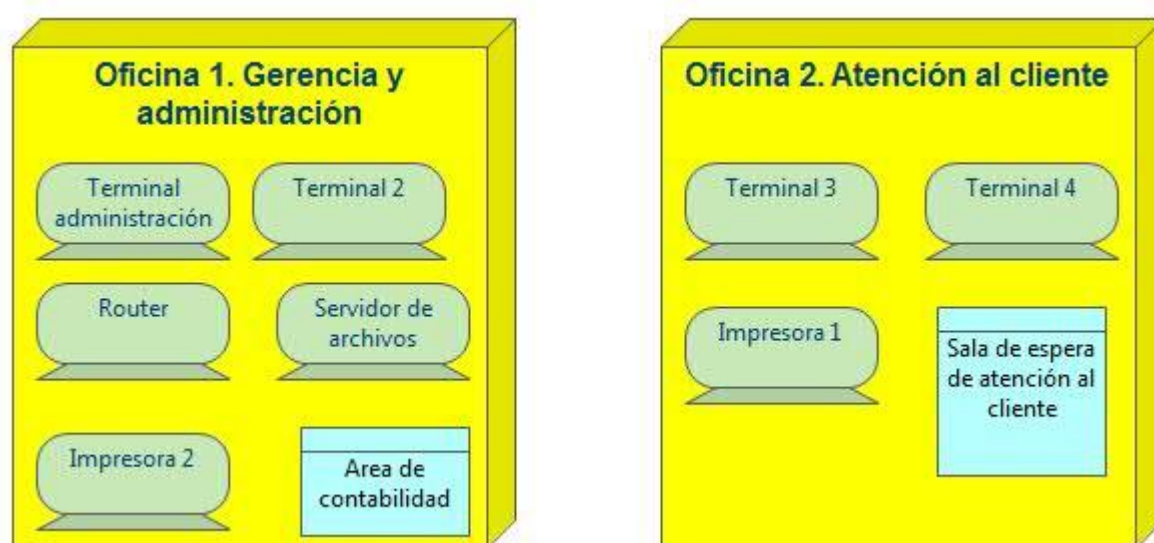 Oficina 1. Gerencia y
administración
Terminal
administración
Terminal 2
Router
Servidor de
archivos
Impresora 2
Area de
contabilidad
Oficina 2. Atención al cliente
Terminal 3
Terminal 4
Impresora 1
Sala de espera
de atención al
cliente